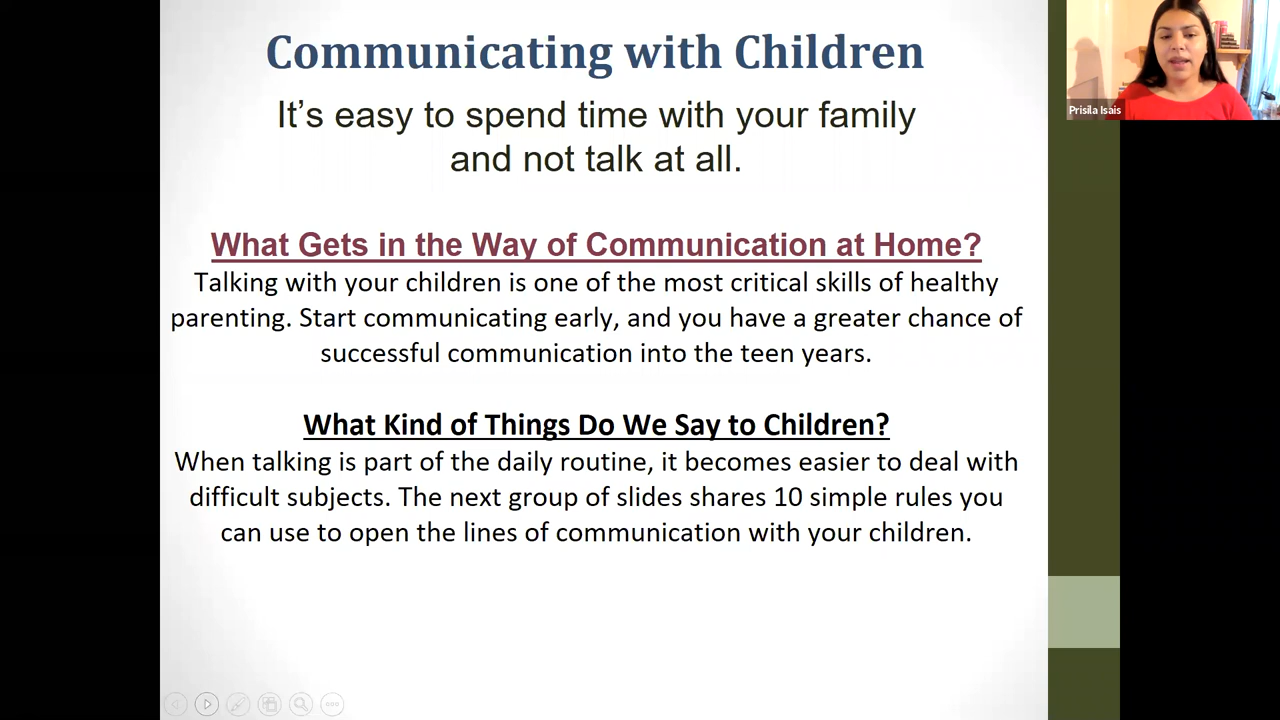 Communicating with Children
It’s easy to spend time with your family
and not talk at all.
What Gets in the Way of Communication at Home?
Talking with your children is one of the most critical skills of healthy
parenting. Start communicating early, and you have a greater chance of
successful communication into the teen years.
What Kind of Things Do We Say to Children?
When talking is part of the daily routine, it becomes easier to deal with
difficult subjects. The next group of slides shares 10 simple rules you
can use to open the lines of communication with your children.
Prisila Isais